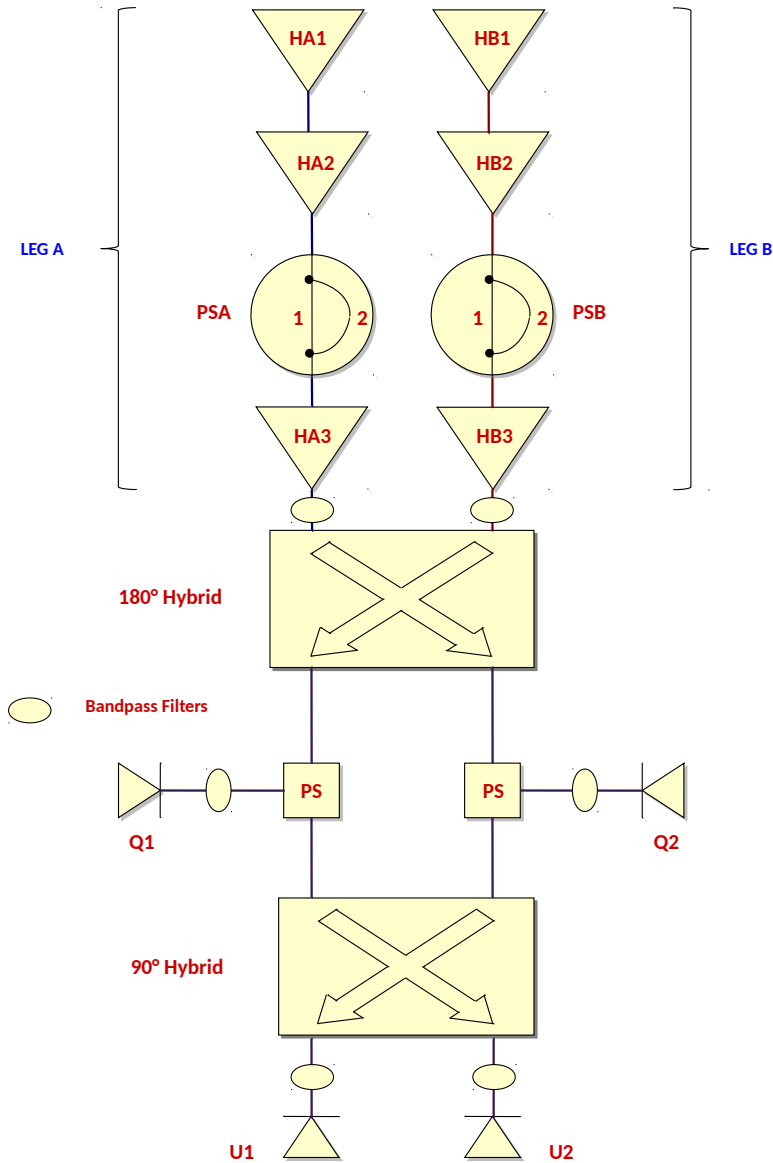 HA1
HB1
HA2
HB2
LEG A
LEG B
PSA
1
2
1
2
PSB
HA3
HB3
180° Hybrid
Bandpass Filters
PS
PS
Q1
Q2
90° Hybrid
U1
U2